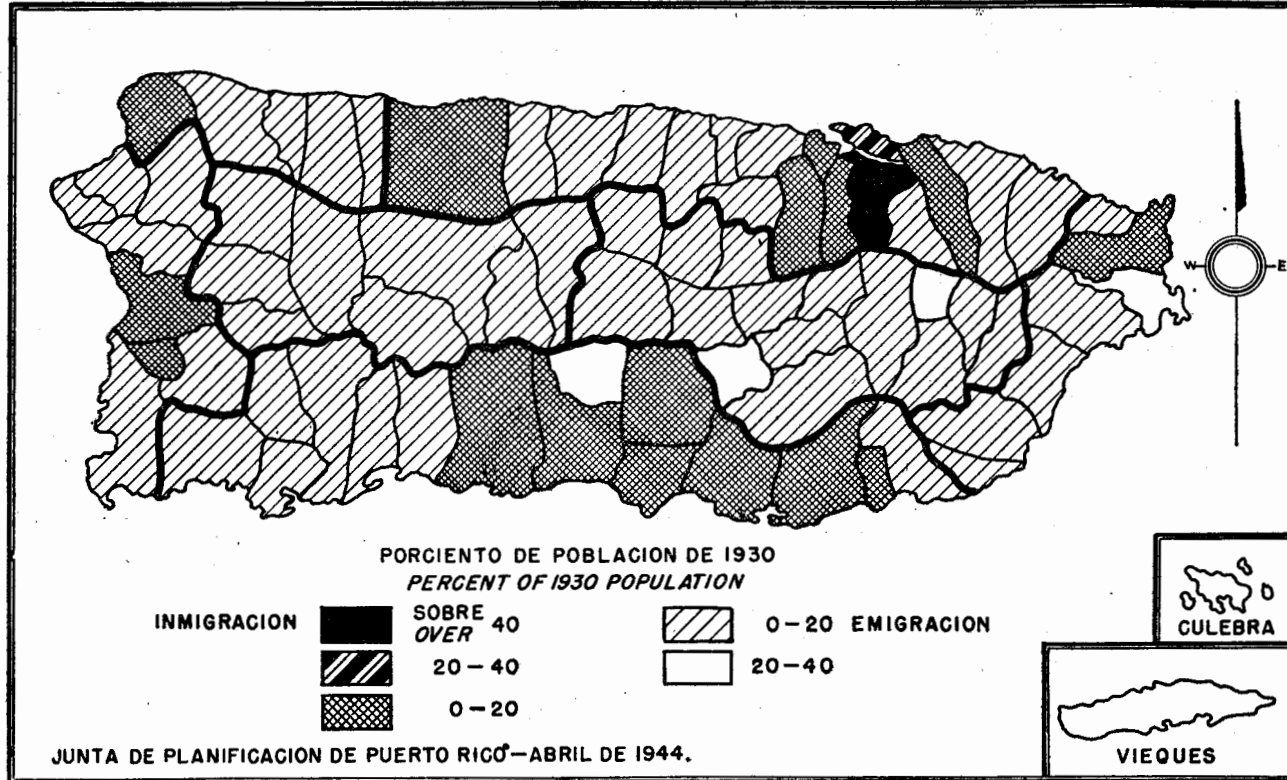 W E
PORCIENTO DE POBLACION DE 1930
PERCENT OF 1930 POPULATION
INMIGRACION SOBRE OVER 40 0-20 EMIGRACION
20-40 20-40
0-20
CULEBRA
VIEQUES
JUNTA DE PLANIFICACION DE PUERTO RICO-ABRIL DE 1944.